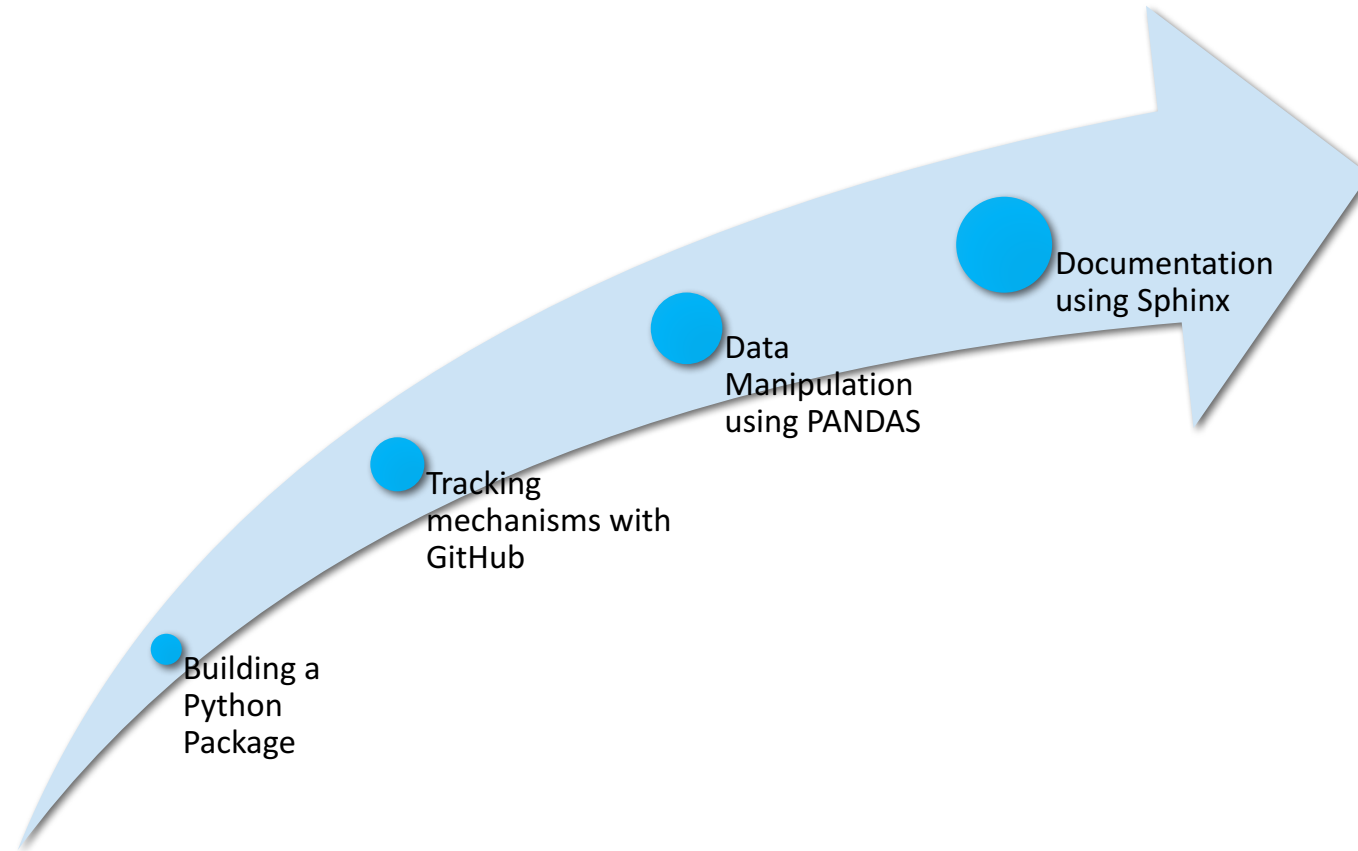 Documentation
using Sphinx
Data
Manipulation
using PANDAS
Tracking
mechanisms with
GitHub
Building a
Python
Package